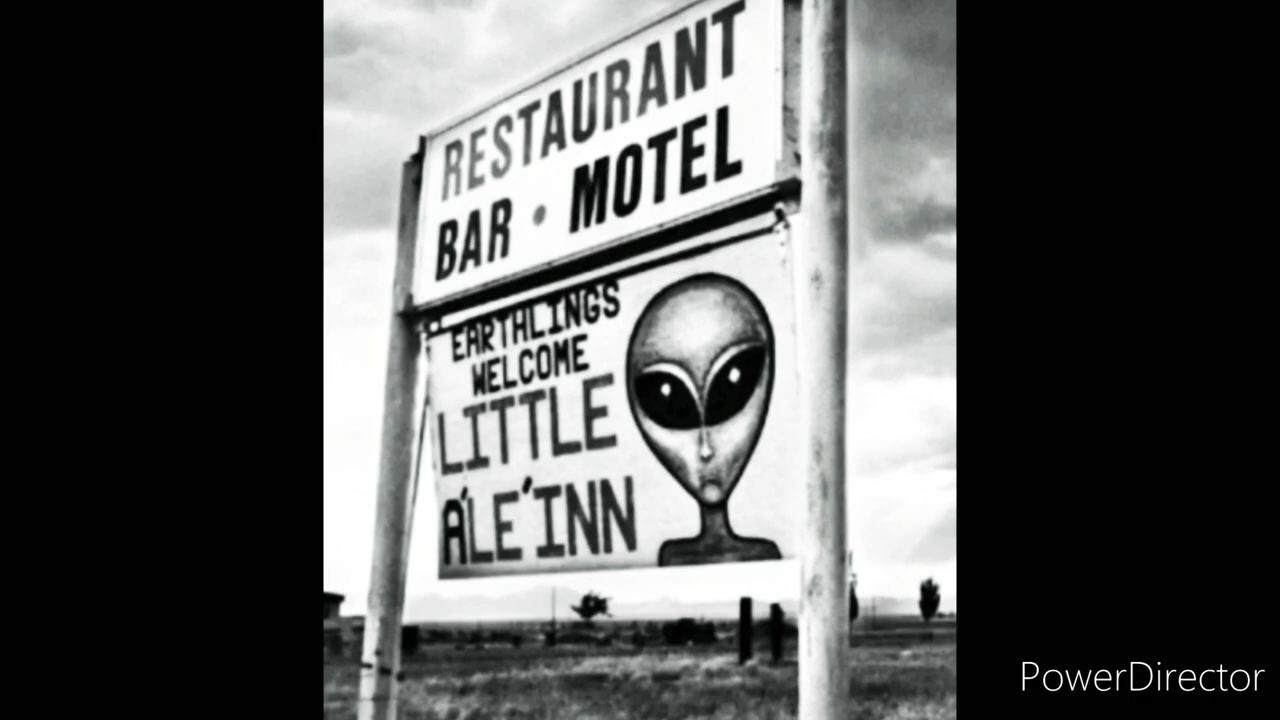 RESTAURANT
BAR • MOTEL
EARTHLINGS
WELCOME
LITTLE
A'LE'INN
PowerDirector